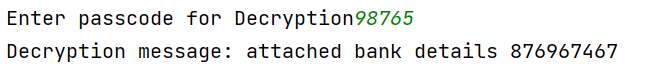 Enter passcode for Decryption98765
Decryption message: attached bank details 876967467